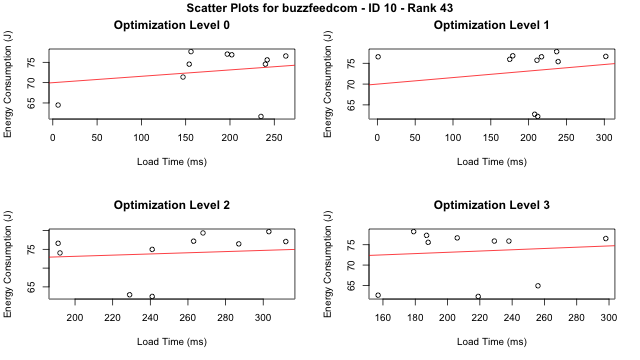 Scatter Plots for buzzfeedcom - ID 10 - Rank 43
Optimization Level 0
Energy Consumption (J)
65 70 75
0 50 100 150 200 250
Load Time (ms)
Optimization Level 1
Energy Consumption (J)
65 70 75
0 50 100 150 200 250 300
Load Time (ms)
Optimization Level 2
Energy Consumption (J)
65 75
200 220 240 260 280 300
Load Time (ms)
Optimization Level 3
Energy Consumption (J)
65 70 75
160 180 200 220 240 260 280 300
Load Time (ms)